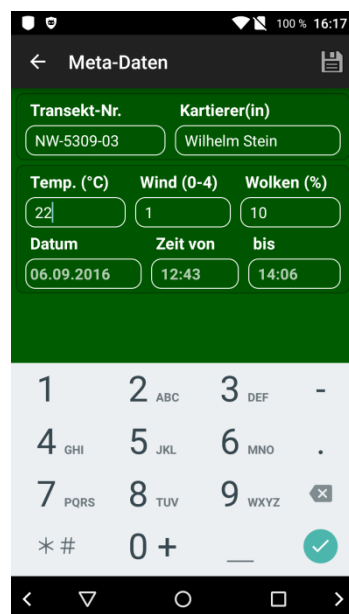 100 % 16:17
Meta-Daten
Transekt-Nr. Kartierer(in)
NW-5309-03 Wilhelm Stein
Temp. (°C) Wind (0-4) Wolken (%)
22 1 10
Datum Zeit von bis
06.09.2016 12:43 14:06
1 2 ABC 3 DEF -
4 GHI 5 JKL 6 MNO .
7 PQRS 8 TUV 9 WXYZ
*# 0 + _